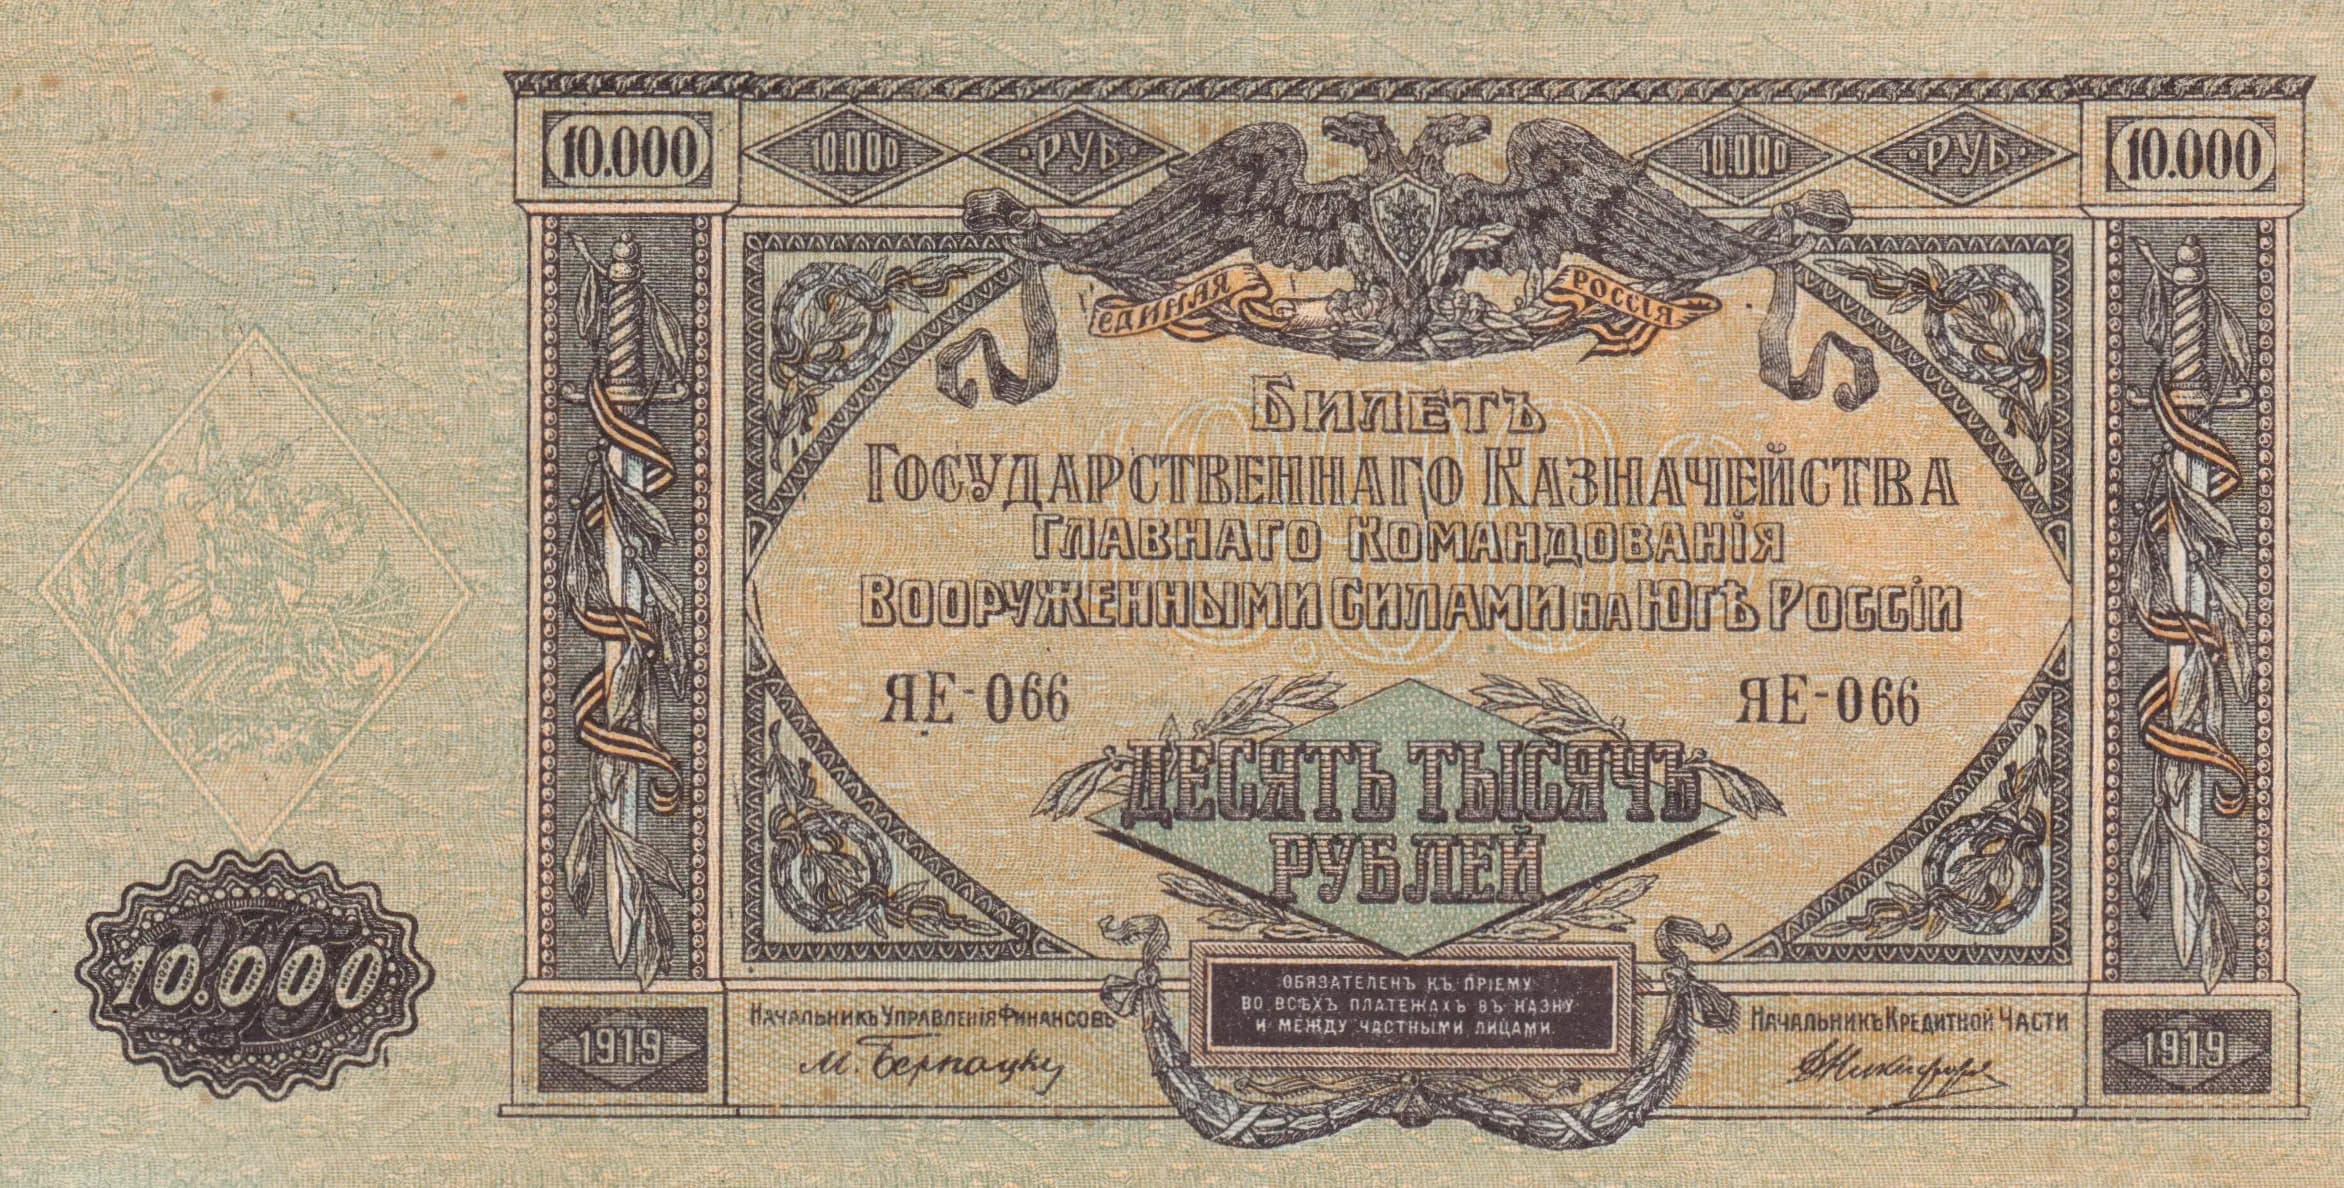 10.000
10.000
РУБ
10.000
РУБ
10.000
ЕДИНАЯ
РОССІЯ
БИЛЕТЪ
ГОСУДАРСТВЕННАГО КАЗНАЧЕЙСТВА
ГЛАВНАГО КОМАНДОВАНІЯ
ВООРУЖЕННЫМИ СИЛАМИ НА ЮГѢ РОССІИ
ЯЕ-066
ЯЕ-066
ДЕСЯТЬ ТЫСЯЧЪ
РУБЛЕЙ
10.000
ОБЯЗАТЕЛЕНЪ КЪ ПРІЕМУ
ВО ВСѢХЪ ПЛАТЕЖАХЪ ВЪ КАЗНУ
И МЕЖДУ ЧАСТНЫМИ ЛИЦАМИ.
1919
НАЧАЛЬНИКЪ УПРАВЛЕНІЯ ФИНАНСОВЪ
М. Бернацкій
НАЧАЛЬНИКЪ КРЕДИТНОЙ ЧАСТИ
1919